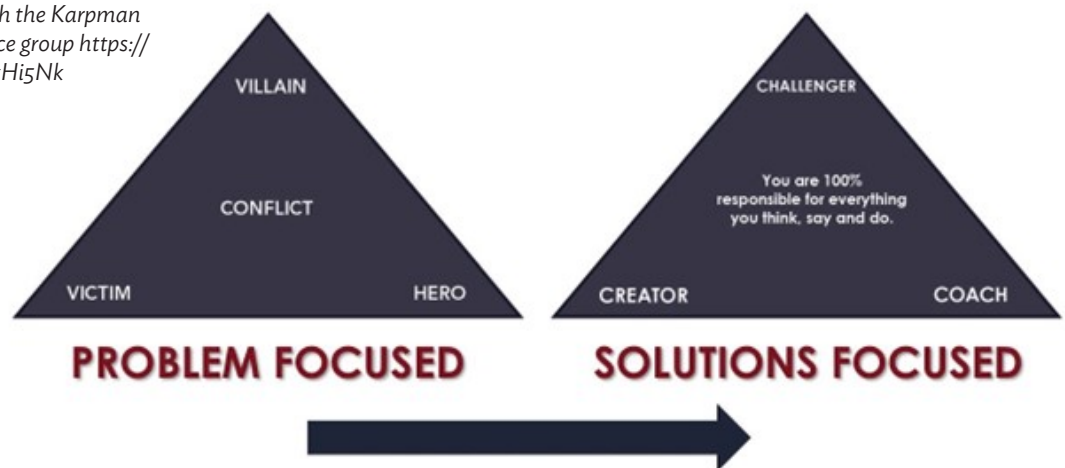 h the Karpman
ce group https://
Hi5Nk
VILLAIN
CONFLICT
VICTIM
HERO
PROBLEM FOCUSED
CHALLENGER
You are 100%
responsible for everything
you think, say and do.
CREATOR
COACH
SOLUTIONS FOCUSED